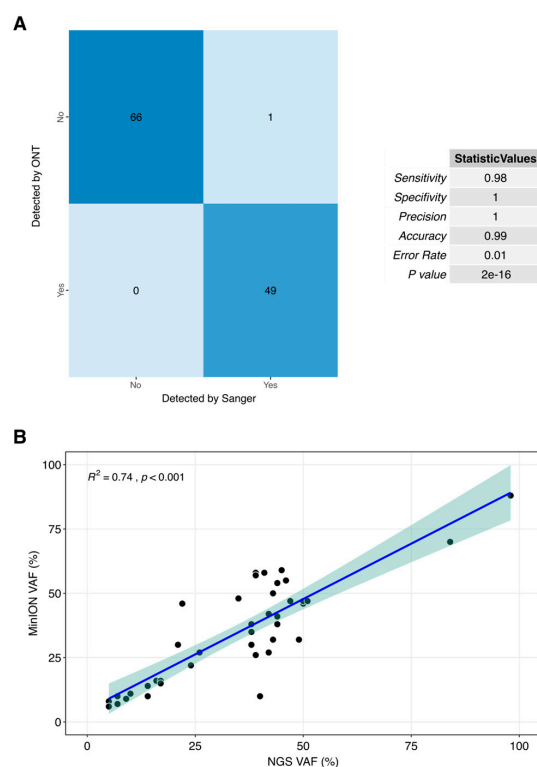 A
Detected by ONT
No
66
1
Yes
0
49
No
Yes
Detected by Sanger
StatisticValues
Sensitivity 0.98
Specifivity 1
Precision 1
Accuracy 0.99
Error Rate 0.01
P value 2e-16
B
R² = 0.74 , p < 0.001
MinION VAF (%)
100
75
50
25
0
0 25 50 75 100
NGS VAF (%)